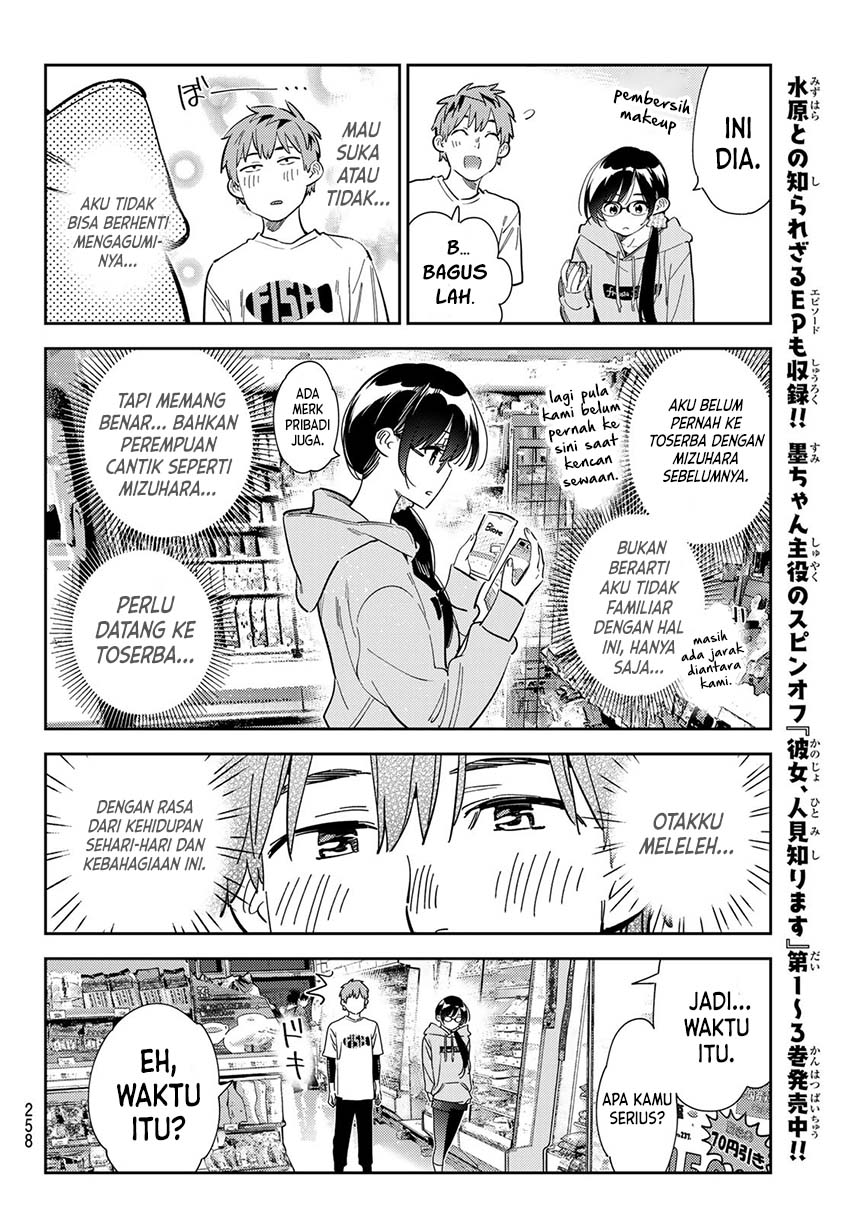 INI
DIA.
pembersih
makeup
B...
BAGUS
LAH.
FISH
MAU
SUKA
ATAU
TIDAK...
ぼ……
AKU TIDAK
BISA BERHENTI
MENGAGUMI-
NYA...
FISH
AKU BELUM
PERNAH KE
TOSERBA DENGAN
MIZUHARA
SEBELUMNYA.
lagi pula
kami belum
pernah ke
sini saat
kencan
sewaan.
BUKAN
BERARTI
AKU TIDAK
FAMILIAR
DENGAN HAL
INI, HANYA
SAJA...
masih
ada jarak
diantara
kami.
ADA
MERK
PRIBADI
JUGA.
Biore
TAPI MEMANG
BENAR... BAHKAN
PEREMPUAN
CANTIK SEPERTI
MIZUHARA...
PERLU
DATANG KE
TOSERBA...
OTAKKU
MELELEH...
DENGAN RASA
DARI KEHIDUPAN
SEHARI-HARI DAN
KEBAHAGIAAN INI.
JADI...
WAKTU
ITU.
APA KAMU
SERIUS?
ドキ
FISH
EH,
WAKTU
ITU?
70円引き
258
水原との知られざるEpも収録!! 墨ちゃん主役のスピンオフ『彼女、人見知ります』第1〜3巻発売中!!